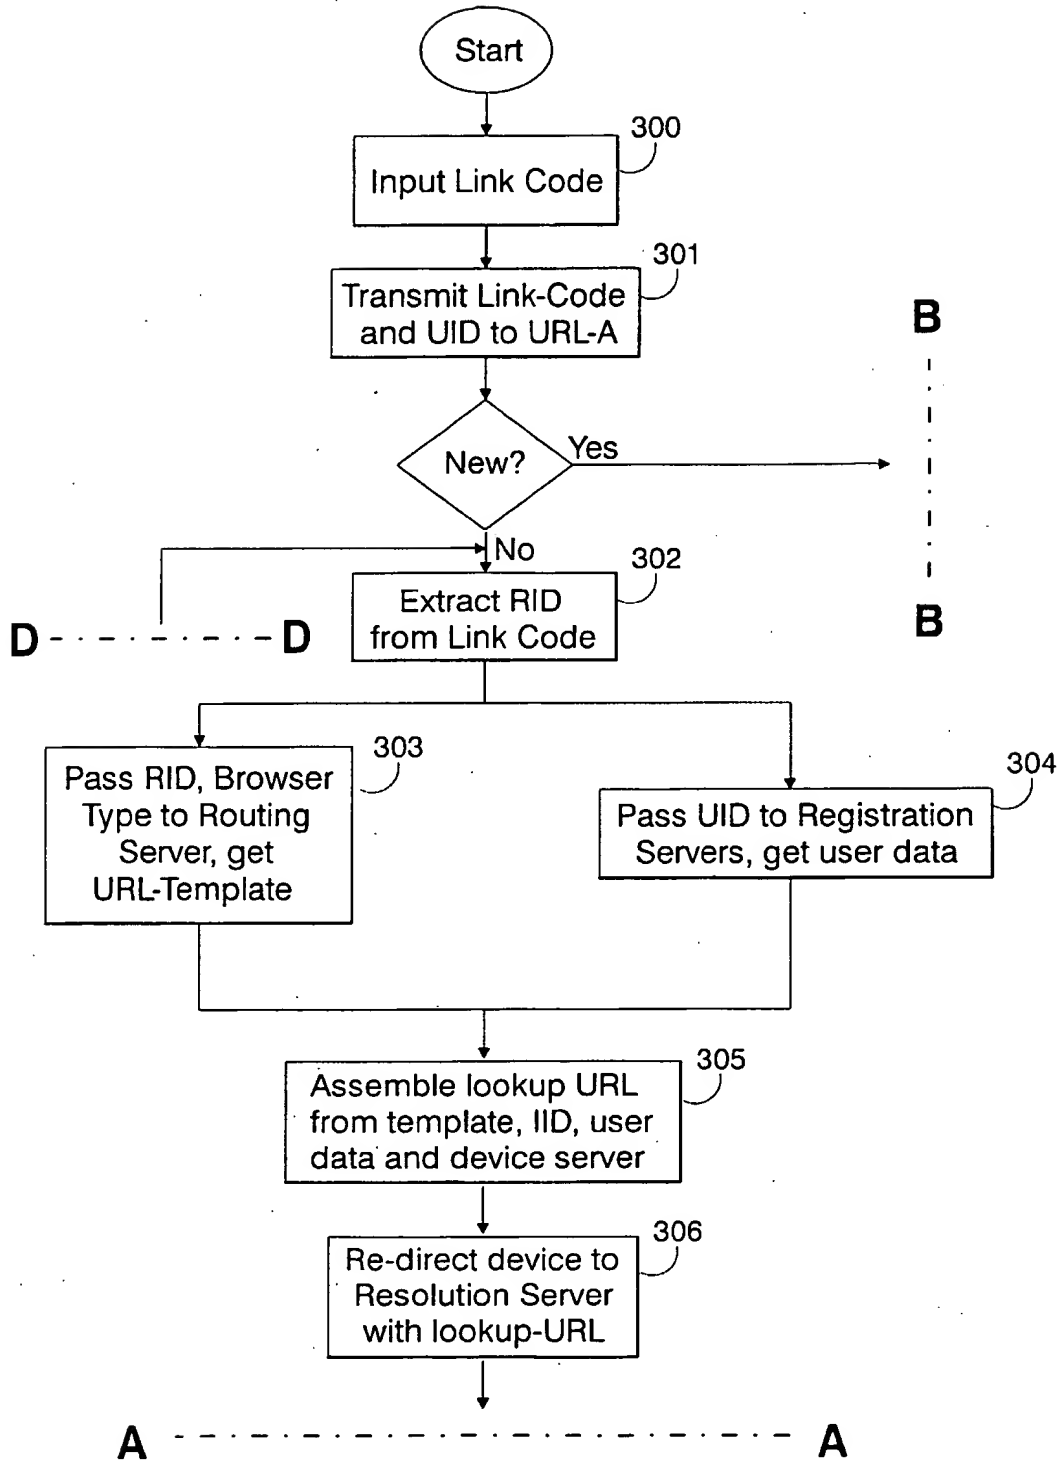 Start
300
Input Link Code
301
Transmit Link-Code
and UID to URL-A
B
New?
Yes
No
302
Extract RID
from Link Code
D
D
B
303
Pass RID, Browser
Type to Routing
Server, get
URL-Template
304
Pass UID to Registration
Servers, get user data
305
Assemble lookup URL
from template, IID, user
data and device server
306
Re-direct device to
Resolution Server
with lookup-URL
A
A